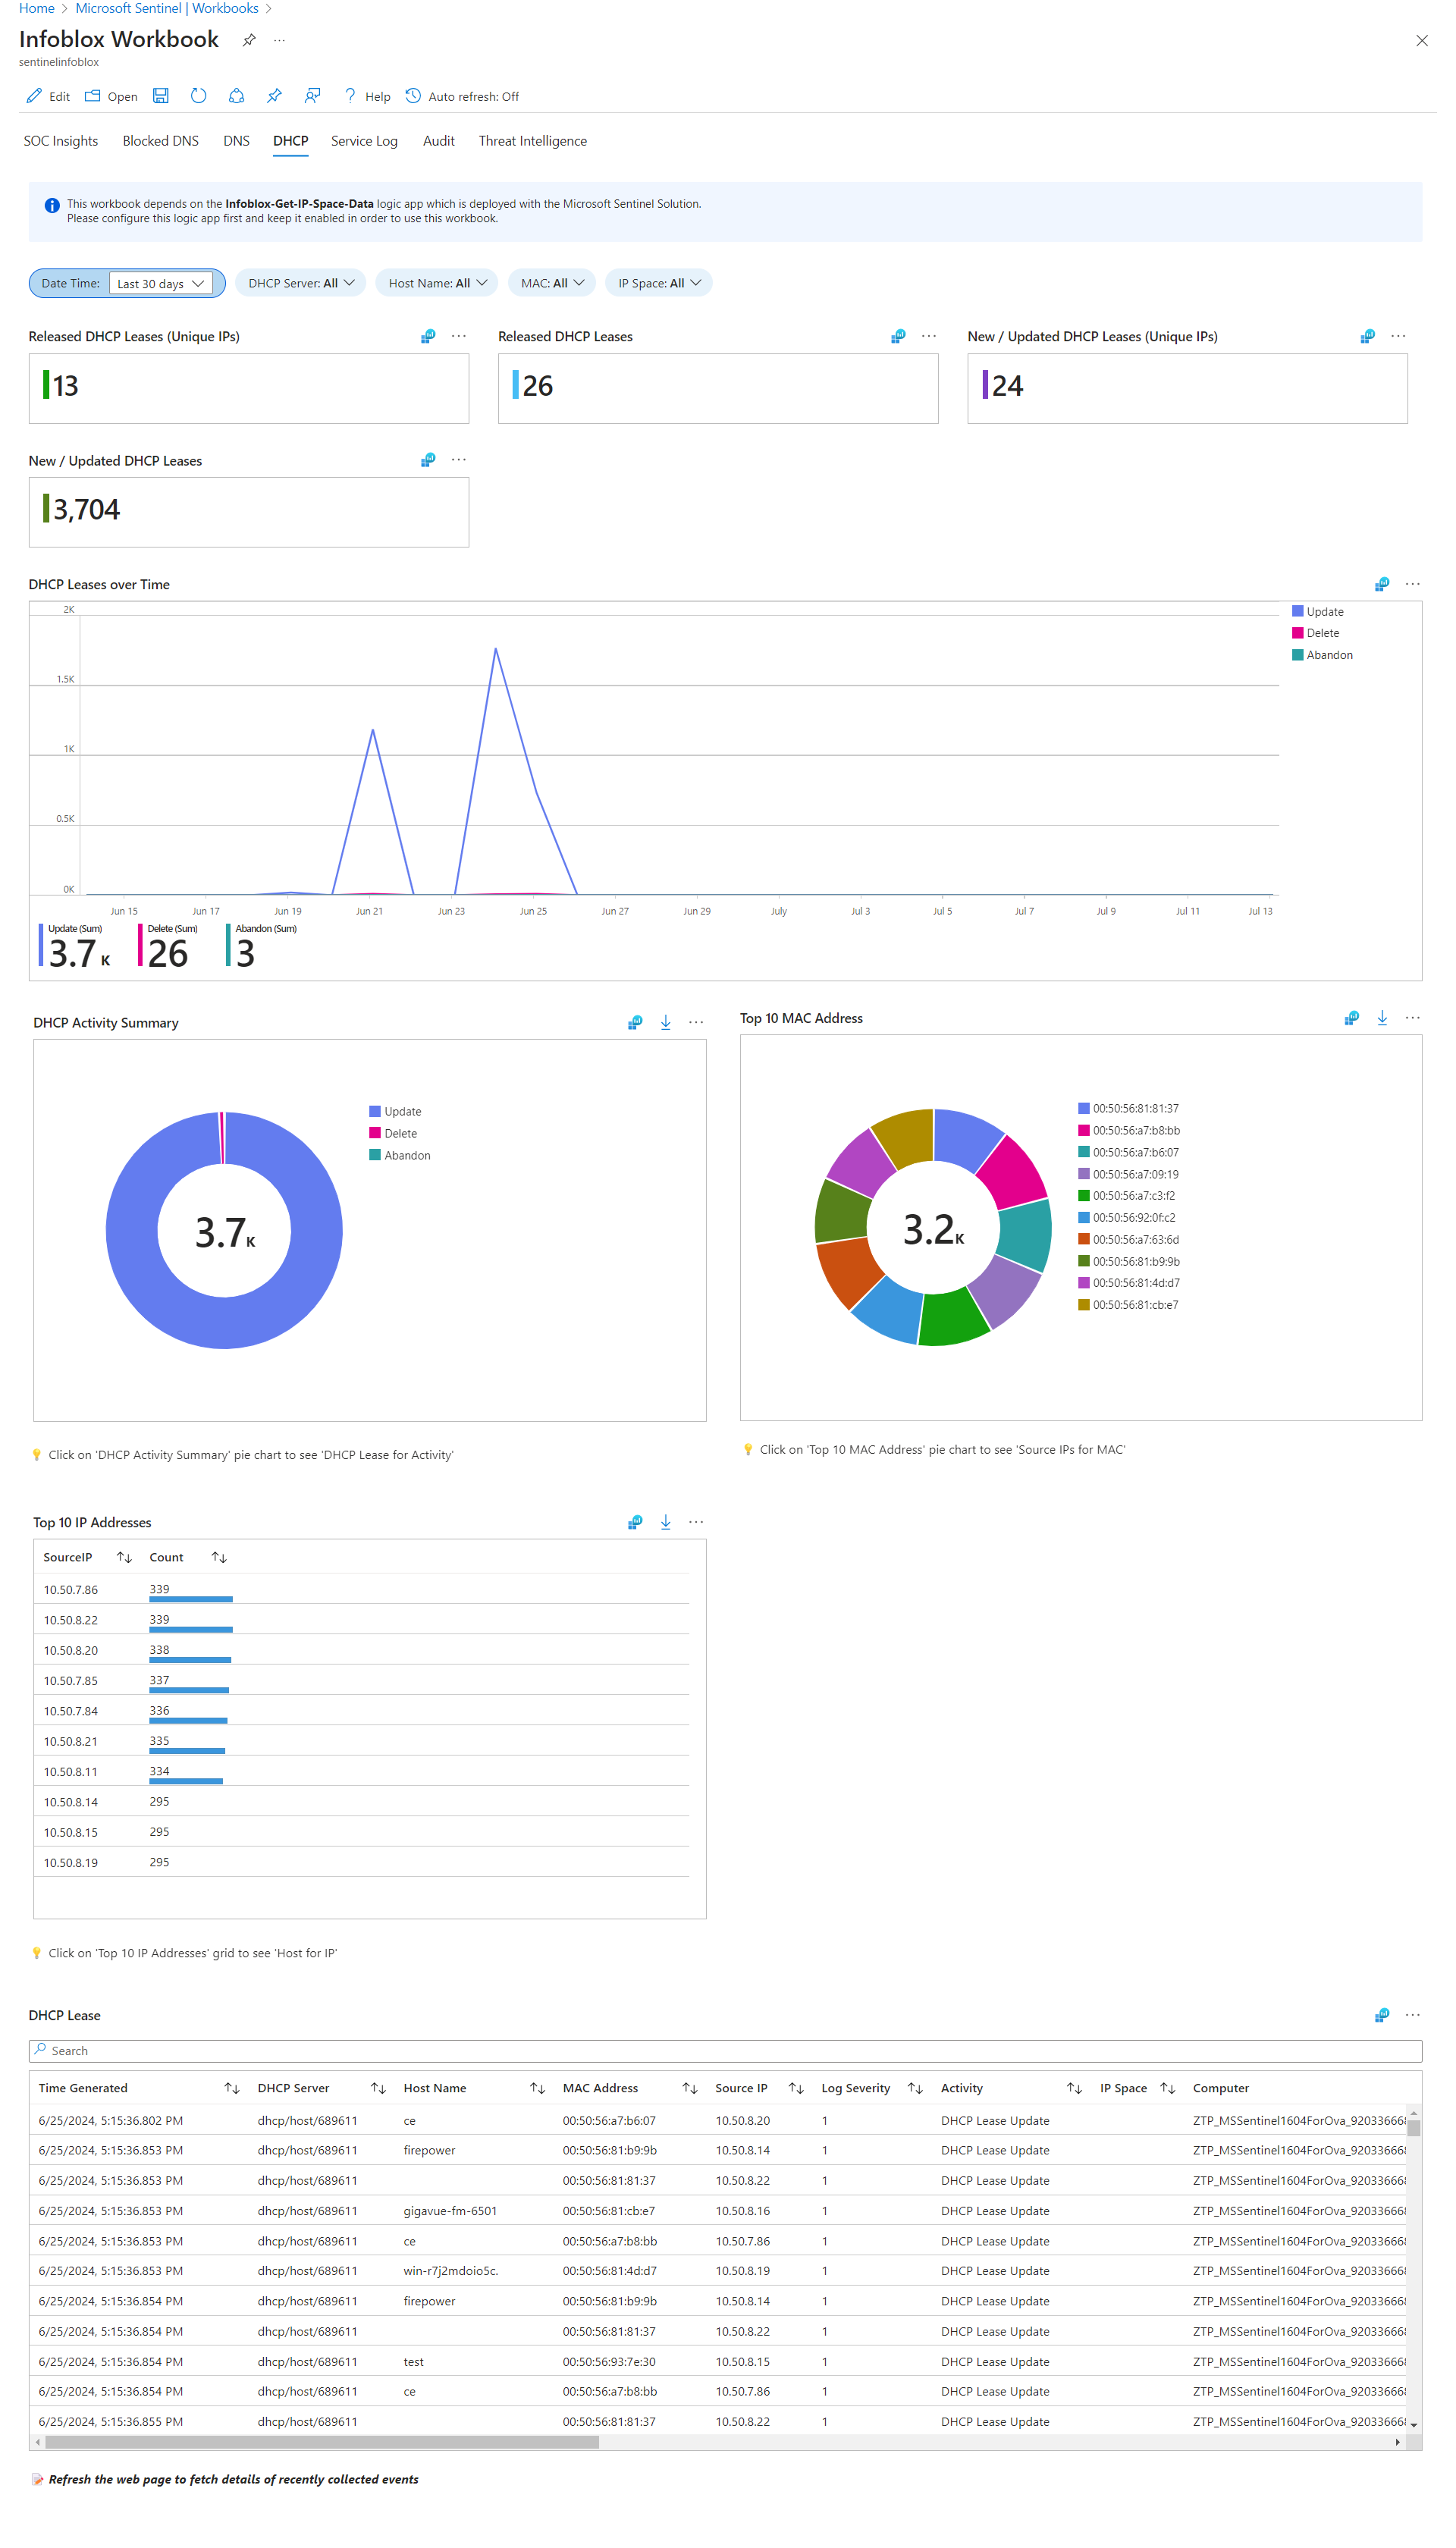 Home > Microsoft Sentinel | Workbooks >
Infoblox Workbook
sentinelinfoblox
Edit Open Help Auto refresh: Off
SOC Insights Blocked DNS DNS DHCP Service Log Audit Threat Intelligence
This workbook depends on the Infoblox-Get-IP-Space-Data logic app which is deployed with the Microsoft Sentinel Solution.
Please configure this logic app first and keep it enabled in order to use this workbook.
Date Time: Last 30 days DHCP Server: All Host Name: All MAC: All IP Space: All
Released DHCP Leases (Unique IPs)
13
Released DHCP Leases
26
New / Updated DHCP Leases (Unique IPs)
24
New / Updated DHCP Leases
3,704
DHCP Leases over Time
2K
1.5K
1K
0.5K
0K
Jun 15 Jun 17 Jun 19 Jun 21 Jun 23 Jun 25 Jun 27 Jun 29 July Jul 3 Jul 5 Jul 7 Jul 9 Jul 11 Jul 13
Update
Delete
Abandon
Update (Sum)
3.7 K
Delete (Sum)
26
Abandon (Sum)
3
DHCP Activity Summary
3.7K
Update
Delete
Abandon
Click on 'DHCP Activity Summary' pie chart to see 'DHCP Lease for Activity'
Top 10 MAC Address
3.2K
00:50:56:81:81:37
00:50:56:a7:b8:bb
00:50:56:a7:b6:07
00:50:56:a7:09:19
00:50:56:a7:c3:f2
00:50:56:92:0f:c2
00:50:56:a7:63:6d
00:50:56:81:b9:9b
00:50:56:81:4d:d7
00:50:56:81:cb:e7
Click on 'Top 10 MAC Address' pie chart to see 'Source IPs for MAC'
Top 10 IP Addresses
SourceIP Count
10.50.7.86 339
10.50.8.22 339
10.50.8.20 338
10.50.7.85 337
10.50.7.84 336
10.50.8.21 335
10.50.8.11 334
10.50.8.14 295
10.50.8.15 295
10.50.8.19 295
Click on 'Top 10 IP Addresses' grid to see 'Host for IP'
DHCP Lease
Search
Time Generated DHCP Server Host Name MAC Address Source IP Log Severity Activity IP Space Computer
6/25/2024, 5:15:36.802 PM dhcp/host/689611 ce 00:50:56:a7:b6:07 10.50.8.20 1 DHCP Lease Update ZTP_MSSentinel1604ForOva_920336668
6/25/2024, 5:15:36.853 PM dhcp/host/689611 firepower 00:50:56:81:b9:9b 10.50.8.14 1 DHCP Lease Update ZTP_MSSentinel1604ForOva_920336668
6/25/2024, 5:15:36.853 PM dhcp/host/689611 00:50:56:81:81:37 10.50.8.22 1 DHCP Lease Update ZTP_MSSentinel1604ForOva_920336668
6/25/2024, 5:15:36.853 PM dhcp/host/689611 gigavue-fm-6501 00:50:56:81:cb:e7 10.50.8.16 1 DHCP Lease Update ZTP_MSSentinel1604ForOva_920336668
6/25/2024, 5:15:36.853 PM dhcp/host/689611 ce 00:50:56:a7:b8:bb 10.50.7.86 1 DHCP Lease Update ZTP_MSSentinel1604ForOva_920336668
6/25/2024, 5:15:36.853 PM dhcp/host/689611 win-r7j2mdoio5c. 00:50:56:81:4d:d7 10.50.8.19 1 DHCP Lease Update ZTP_MSSentinel1604ForOva_920336668
6/25/2024, 5:15:36.854 PM dhcp/host/689611 firepower 00:50:56:81:b9:9b 10.50.8.14 1 DHCP Lease Update ZTP_MSSentinel1604ForOva_920336668
6/25/2024, 5:15:36.854 PM dhcp/host/689611 00:50:56:81:81:37 10.50.8.22 1 DHCP Lease Update ZTP_MSSentinel1604ForOva_920336668
6/25/2024, 5:15:36.854 PM dhcp/host/689611 test 00:50:56:93:7e:30 10.50.8.15 1 DHCP Lease Update ZTP_MSSentinel1604ForOva_920336668
6/25/2024, 5:15:36.854 PM dhcp/host/689611 ce 00:50:56:a7:b8:bb 10.50.7.86 1 DHCP Lease Update ZTP_MSSentinel1604ForOva_920336668
6/25/2024, 5:15:36.855 PM dhcp/host/689611 00:50:56:81:81:37 10.50.8.22 1 DHCP Lease Update ZTP_MSSentinel1604ForOva_920336668
Refresh the web page to fetch details of recently collected events